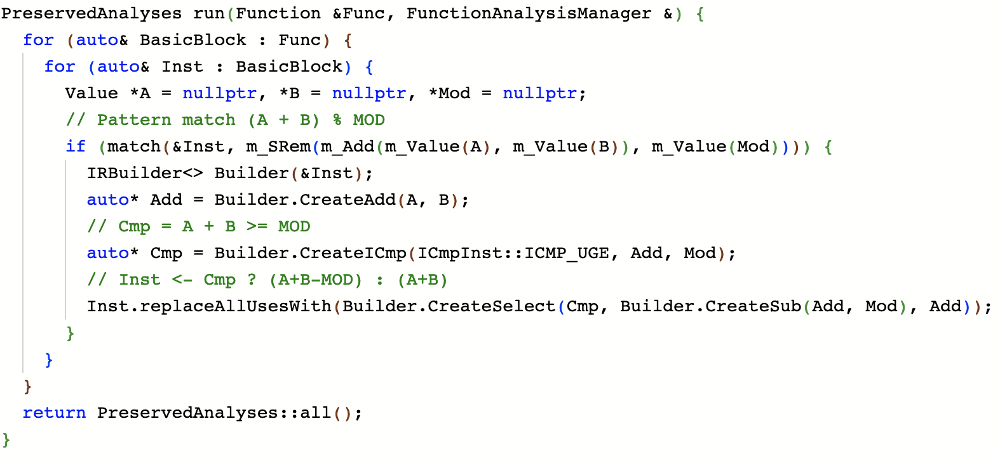 PreservedAnalyses run(Function &Func, FunctionAnalysisManager &) {
  for (auto& BasicBlock : Func) {
    for (auto& Inst : BasicBlock) {
      Value *A = nullptr, *B = nullptr, *Mod = nullptr;
      // Pattern match (A + B) % MOD
      if (match(&Inst, m_SRem(m_Add(m_Value(A), m_Value(B)), m_Value(Mod)))) {
        IRBuilder<> Builder(&Inst);
        auto* Add = Builder.CreateAdd(A, B);
        // Cmp = A + B >= MOD
        auto* Cmp = Builder.CreateICmp(ICmpInst::ICMP_UGE, Add, Mod);
        // Inst <- Cmp ? (A+B-MOD) : (A+B)
        Inst.replaceAllUsesWith(Builder.CreateSelect(Cmp, Builder.CreateSub(Add, Mod), Add));
      }
    }
  }
  return PreservedAnalyses::all();
}